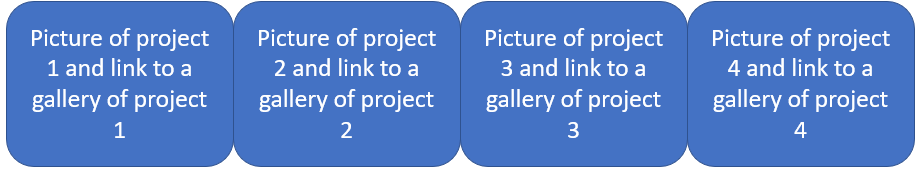 Picture of project
1 and link to a
gallery of project
1
Picture of project
2 and link to a
gallery of project
2
Picture of project
3 and link to a
gallery of project
3
Picture of project
4 and link to a
gallery of project
4